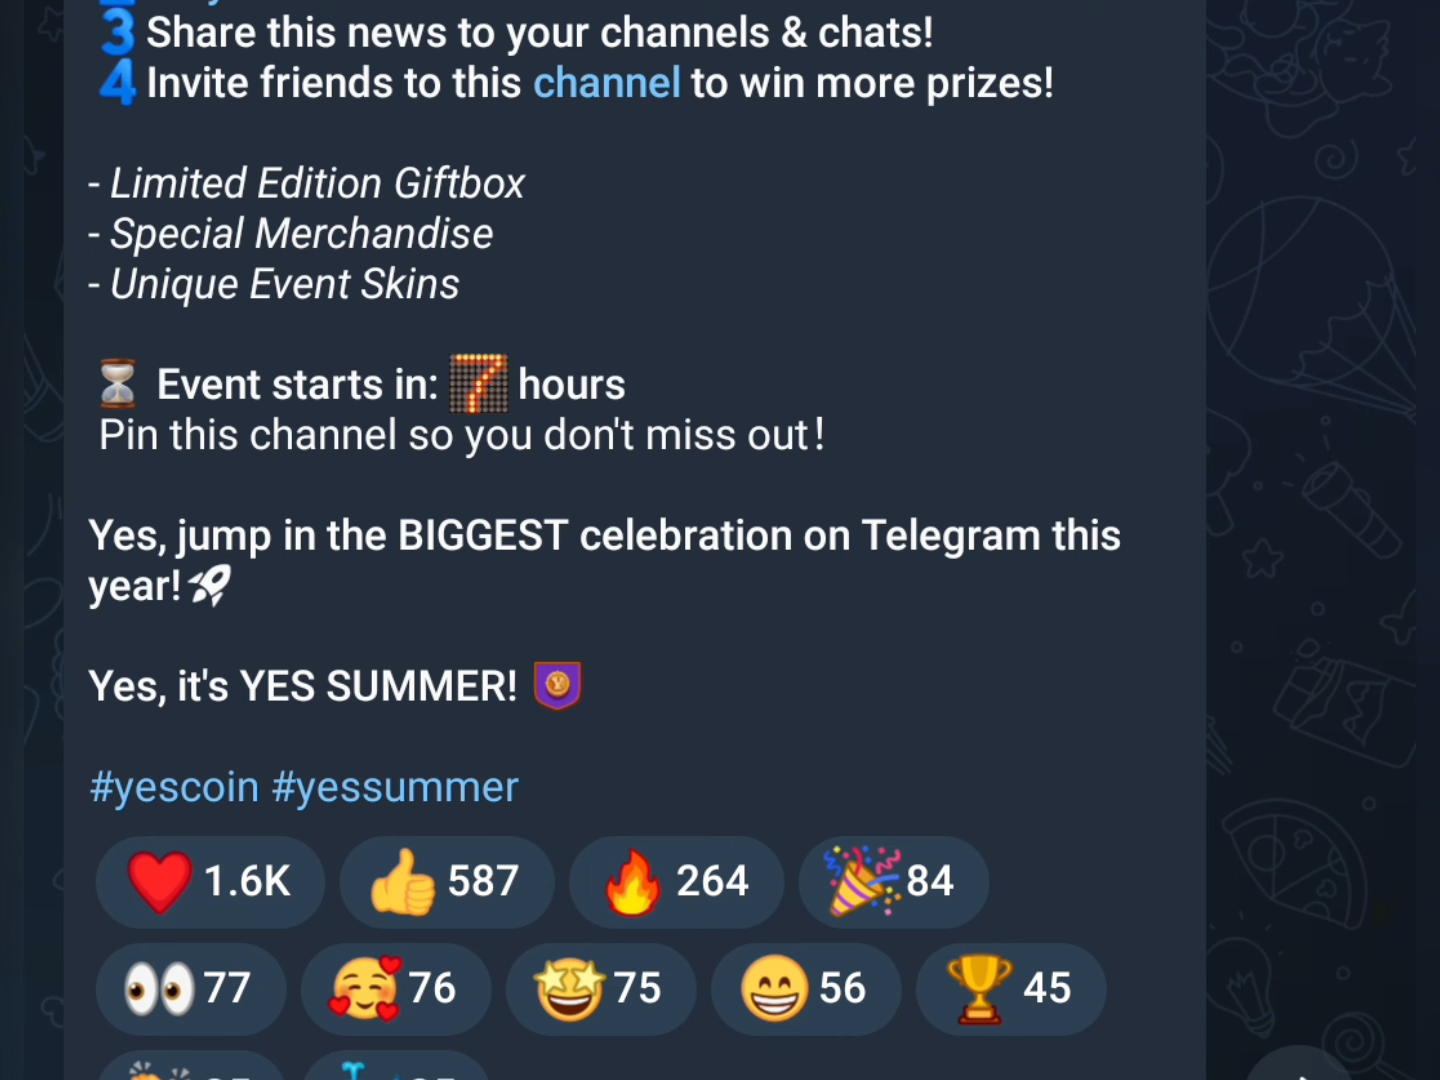 3 Share this news to your channels & chats!
4 Invite friends to this channel to win more prizes!
- Limited Edition Giftbox
- Special Merchandise
- Unique Event Skins
⏳ Event starts in: 7 hours
Pin this channel so you don't miss out!
Yes, jump in the BIGGEST celebration on Telegram this
year!🚀
Yes, it's YES SUMMER!
#yescoin #yessummer
❤️ 1.6K 👍 587 🔥 264 🎉 84
👀 77 🥰 76 🤩 75 😁 56 🏆 45